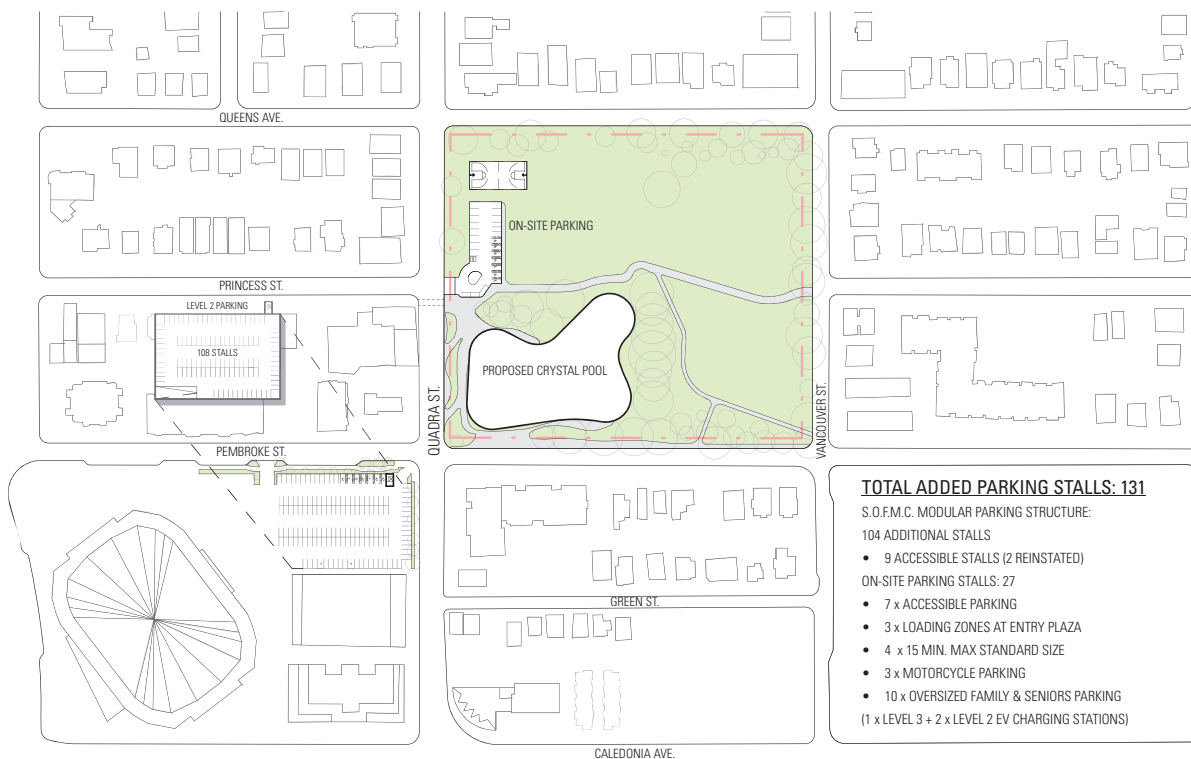 QUEENS AVE.
ON-SITE PARKING
PRINCESS ST.
LEVEL 2 PARKING
108 STALLS
PROPOSED CRYSTAL POOL
QUADRA ST.
VANCOUVER ST.
PEMBROKE ST.
TOTAL ADDED PARKING STALLS: 131
S.O.F.M.C. MODULAR PARKING STRUCTURE:
104 ADDITIONAL STALLS
• 9 ACCESSIBLE STALLS (2 REINSTATED)
ON-SITE PARKING STALLS: 27
• 7 x ACCESSIBLE PARKING
• 3 x LOADING ZONES AT ENTRY PLAZA
• 4 x 15 MIN. MAX STANDARD SIZE
• 3 x MOTORCYCLE PARKING
• 10 x OVERSIZED FAMILY & SENIORS PARKING
(1 x LEVEL 3 + 2 x LEVEL 2 EV CHARGING STATIONS)
GREEN ST.
CALEDONIA AVE.